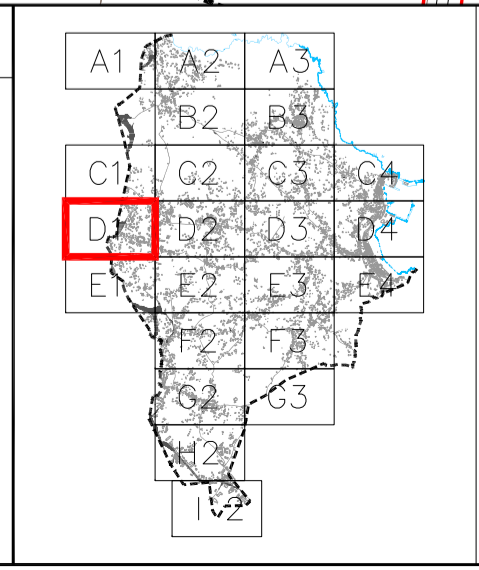 A1 A2 A3
B2 B3
C1 C2 C3 C4
D1 D2 D3 D4
E1 E2 E3 E4
F2 F3
G2 G3
H2
I 2